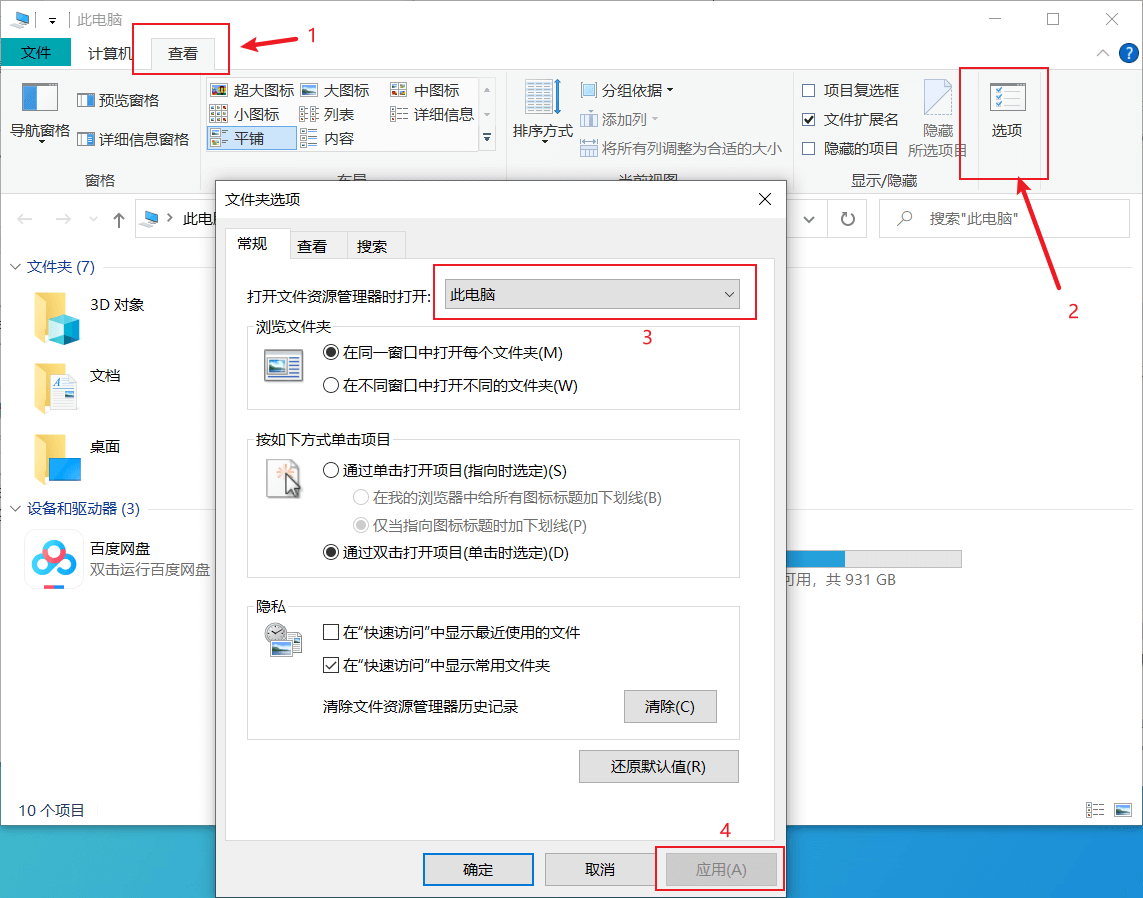 此电脑
1
文件 计算机 查看
预览窗格
导航窗格
详细信息窗格
窗格
超大图标 大图标 中图标
小图标 列表 详细信息
平铺 内容
排序方式
分组依据
添加列
将所有列调整为合适的大小
当前视图
项目复选框
文件扩展名
隐藏的项目
隐藏
所选项目
显示/隐藏
选项
布局
此电脑
搜索"此电脑"
2
文件夹 (7)
3D 对象
文档
桌面
设备和驱动器 (3)
百度网盘
双击运行百度网盘
可用，共 931 GB
10 个项目
文件夹选项
常规 查看 搜索
打开文件资源管理器时打开: 此电脑
3
浏览文件夹
在同一窗口中打开每个文件夹(M)
在不同窗口中打开不同的文件夹(W)
按如下方式单击项目
通过单击打开项目(指向时选定)(S)
在我的浏览器中给所有图标标题加下划线(B)
仅当指向图标标题时加下划线(P)
通过双击打开项目(单击时选定)(D)
隐私
在“快速访问”中显示最近使用的文件
在“快速访问”中显示常用文件夹
清除文件资源管理器历史记录 清除(C)
还原默认值(R)
4
确定 取消 应用(A)